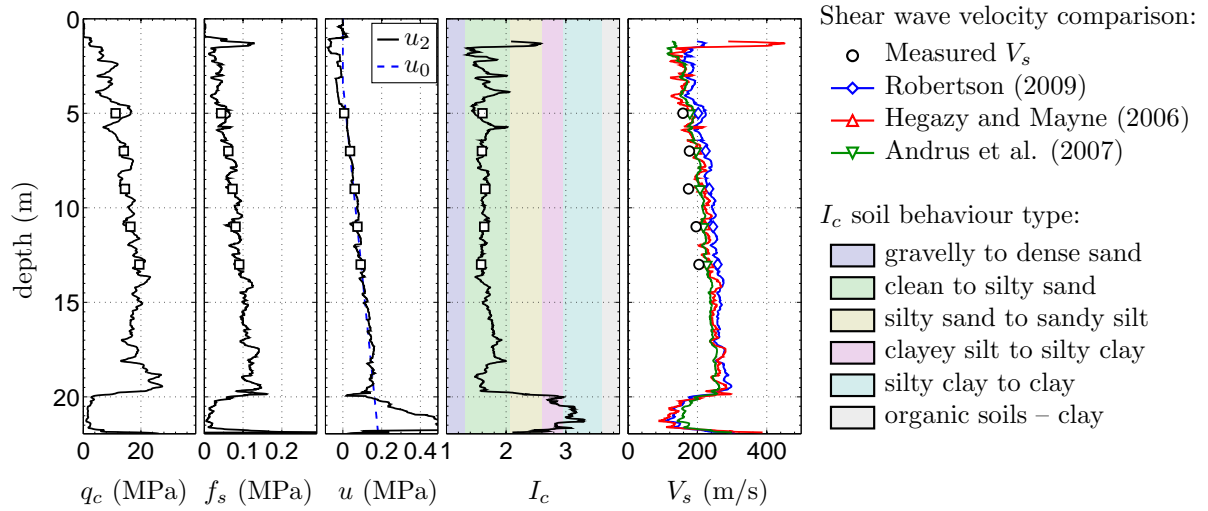 Shear wave velocity comparison:
Measured V_s
Robertson (2009)
Hegazy and Mayne (2006)
Andrus et al. (2007)
I_c soil behaviour type:
gravelly to dense sand
clean to silty sand
silty sand to sandy silt
clayey silt to silty clay
silty clay to clay
organic soils – clay
u_2
u_0
depth (m)
0
5
10
15
20
0 20
0 0.1 0.2
0 0.2 0.4
1 2 3
0 200 400
q_c (MPa)
f_s (MPa)
u (MPa)
I_c
V_s (m/s)